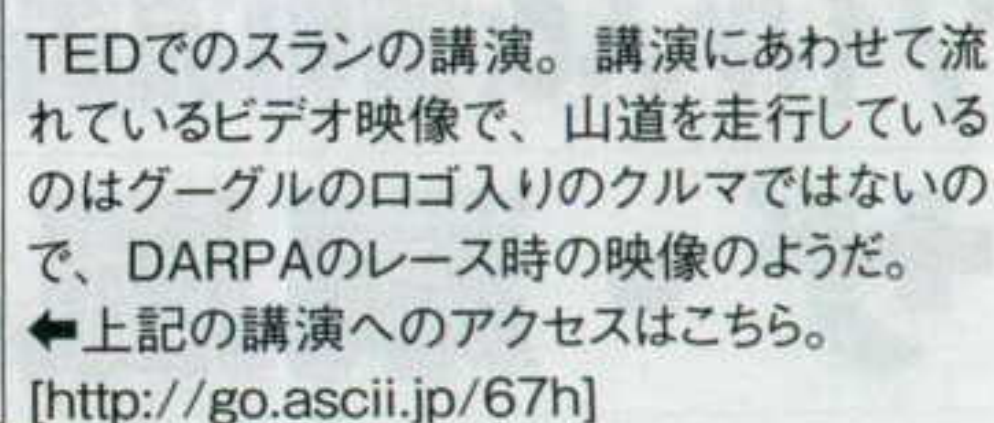 TEDでのスランの講演。講演にあわせて流
れているビデオ映像で、山道を走行している
のはグーグルのロゴ入りのクルマではないの
で、DARPAのレース時の映像のようだ。
⬅上記の講演へのアクセスはこちら。
[http://go.ascii.jp/67h]